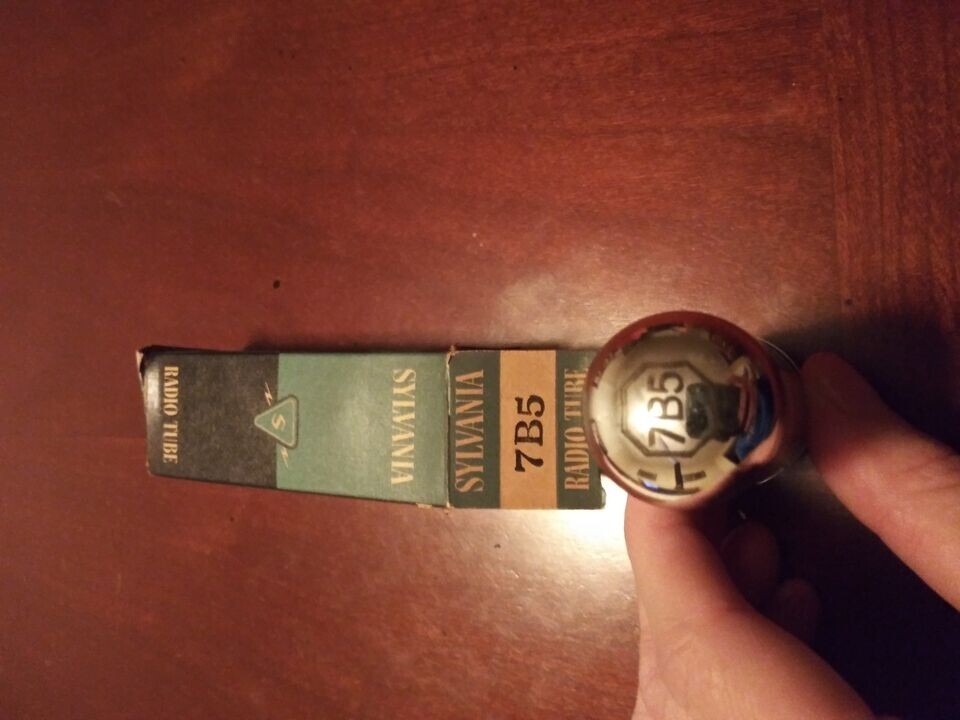 RADIO TUBE
S
SYLVANIA
SYLVANIA
7B5
RADIO TUBE
7B5